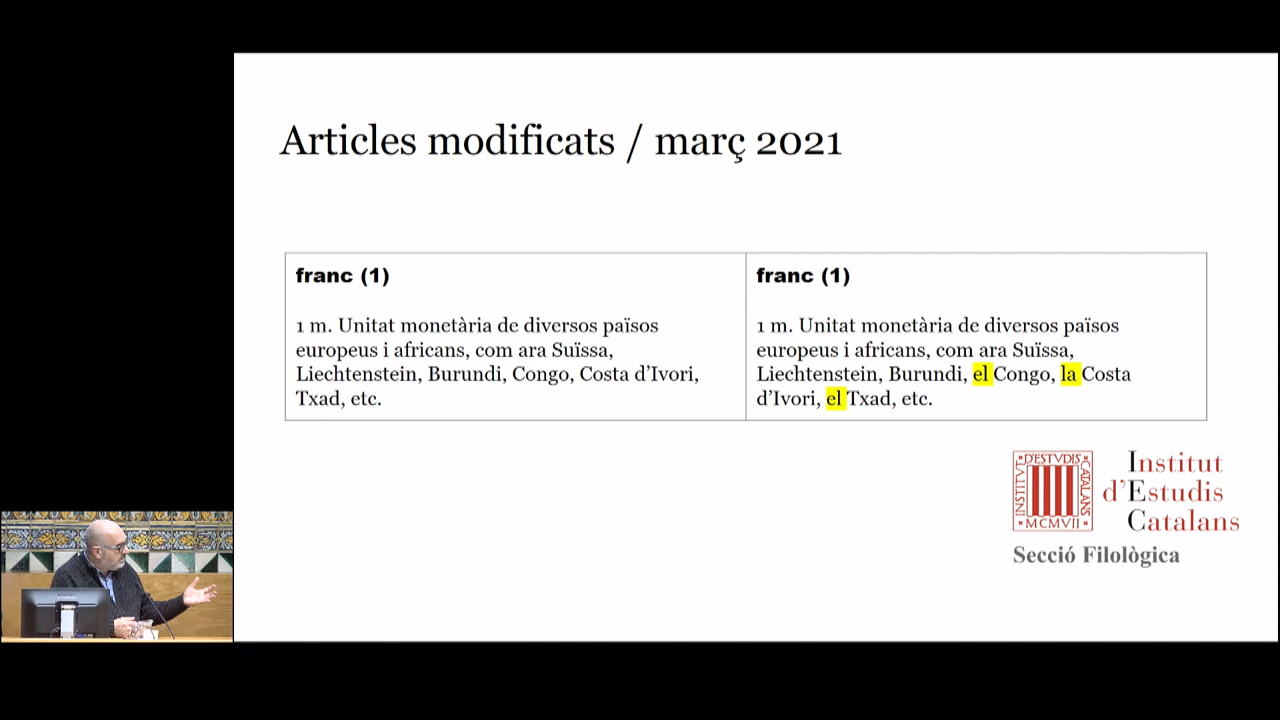 Articles modificats / març 2021
franc (1)
1 m. Unitat monetària de diversos països
europeus i africans, com ara Suïssa,
Liechtenstein, Burundi, Congo, Costa d’Ivori,
Txad, etc.
franc (1)
1 m. Unitat monetària de diversos països
europeus i africans, com ara Suïssa,
Liechtenstein, Burundi, el Congo, la Costa
d’Ivori, el Txad, etc.
INSTITVT
D'ESTVDIS
CATALANS
MCMVII
Institut
d’Estudis
Catalans
Secció Filològica